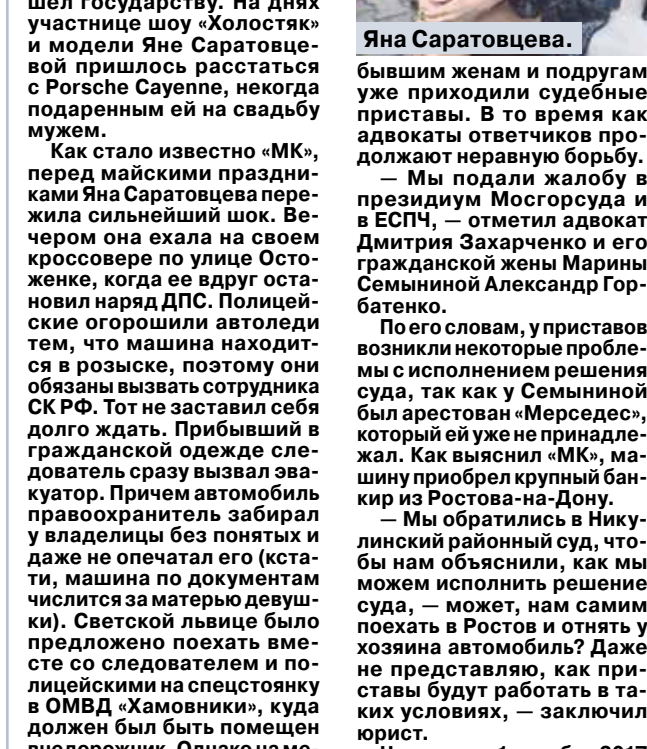 шел государству. На днях
участнице шоу «Холостяк»
и модели Яне Саратовце-
вой пришлось расстаться
с Porsche Cayenne, некогда
подаренным ей на свадьбу
мужем.
Как стало известно «МК»,
перед майскими праздни-
ками Яна Саратовцева пере-
жила сильнейший шок. Ве-
чером она ехала на своем
кроссовере по улице Осто-
женке, когда ее вдруг оста-
новил наряд ДПС. Полицей-
ские огорошили автоледи
тем, что машина находит-
ся в розыске, поэтому они
обязаны вызвать сотрудника
СК РФ. Тот не заставил себя
долго ждать. Прибывший в
гражданской одежде сле-
дователь сразу вызвал эва-
куатор. Причем автомобиль
правоохранитель забирал
у владелицы без понятых и
даже не опечатал его (кста-
ти, машина по документам
числится за матерью девуш-
ки). Светской львице было
предложено поехать вме-
сте со следователем и по-
лицейскими на спецстоянку
в ОМВД «Хамовники», куда
должен был быть помещен
внедорожник. Однако на ме-
Яна Саратовцева.
бывшим женам и подругам
уже приходили судебные
приставы. В то время как
адвокаты ответчиков про-
должают неравную борьбу.
— Мы подали жалобу в
президиум Мосгорсуда и
в ЕСПЧ, — отметил адвокат
Дмитрия Захарченко и его
гражданской жены Марины
Семыниной Александр Гор-
батенко.
По его словам, у приставов
возникли некоторые пробле-
мы с исполнением решения
суда, так как у Семыниной
был арестован «Мерседес»,
который ей уже не принадле-
жал. Как выяснил «МК», ма-
шину приобрел крупный бан-
кир из Ростова-на-Дону.
— Мы обратились в Нику-
линский районный суд, что-
бы нам объяснили, как мы
можем исполнить решение
суда, — может, нам самим
поехать в Ростов и отнять у
хозяина автомобиль? Даже
не представляю, как при-
ставы будут работать в та-
ких условиях, — заключил
юрист.
2017